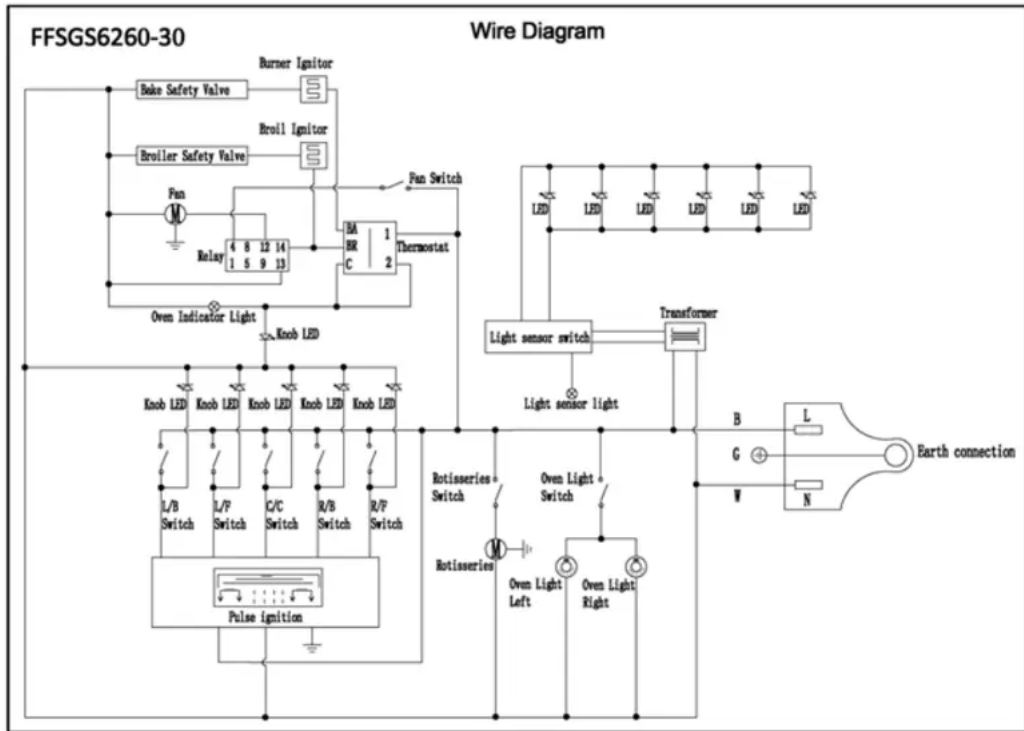 FFSGS6260-30
Wire Diagram
Burner Ignitor
Bake Safety Valve
Broil Ignitor
Broiler Safety Valve
Fan Switch
Fan
M
BA
1
BR
Thermostat
C
2
4 8 12 14
Relay
1 5 9 13
Oven Indicator Light
Knob LED
LED LED LED LED LED LED
Transformer
Light sensor switch
Light sensor light
Knob LED Knob LED Knob LED Knob LED Knob LED
B
L
G
Earth connection
W
N
Rotisseries
Switch
Oven Light
Switch
L/B
Switch
L/F
Switch
C/C
Switch
R/B
Switch
R/F
Switch
M
Rotisseries
Oven Light
Left
Oven Light
Right
Pulse ignition